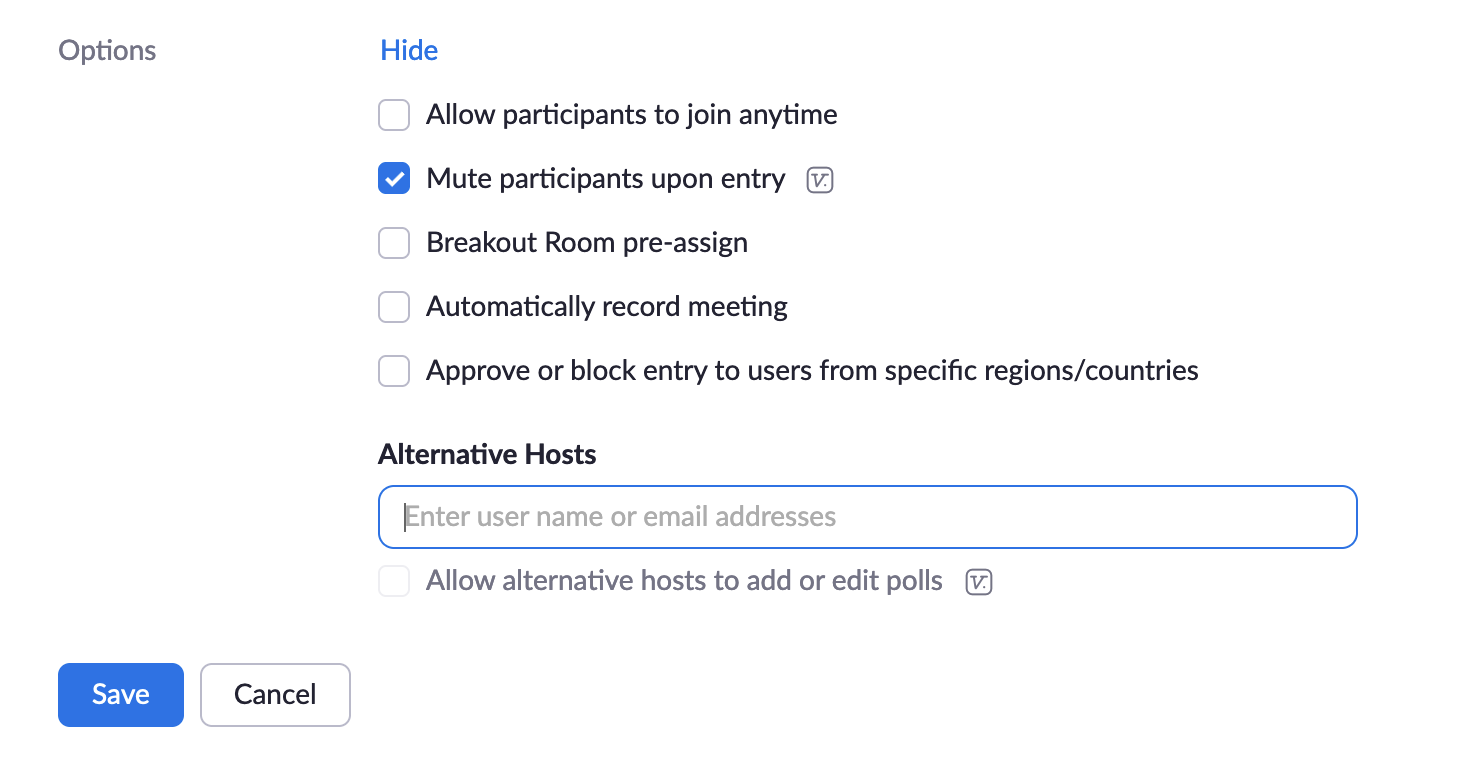 Options Hide
Allow participants to join anytime
Mute participants upon entry V.
Breakout Room pre-assign
Automatically record meeting
Approve or block entry to users from specific regions/countries
Alternative Hosts
Enter user name or email addresses
Allow alternative hosts to add or edit polls V.
Save Cancel